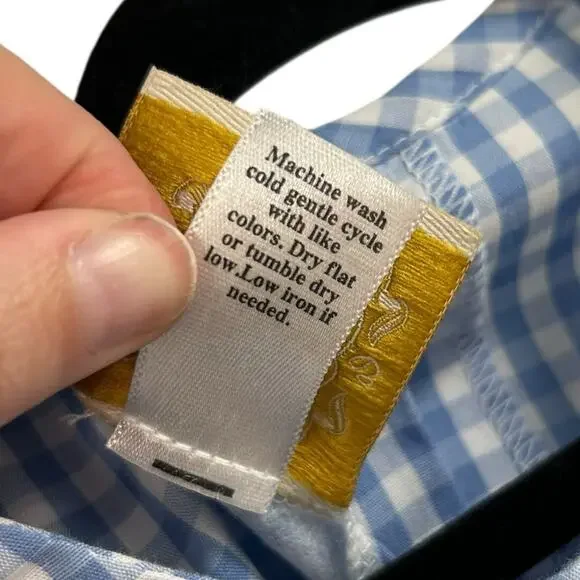 Machine wash
cold gentle cycle
with like
colors. Dry flat
or tumble dry
low.Low iron if
needed.